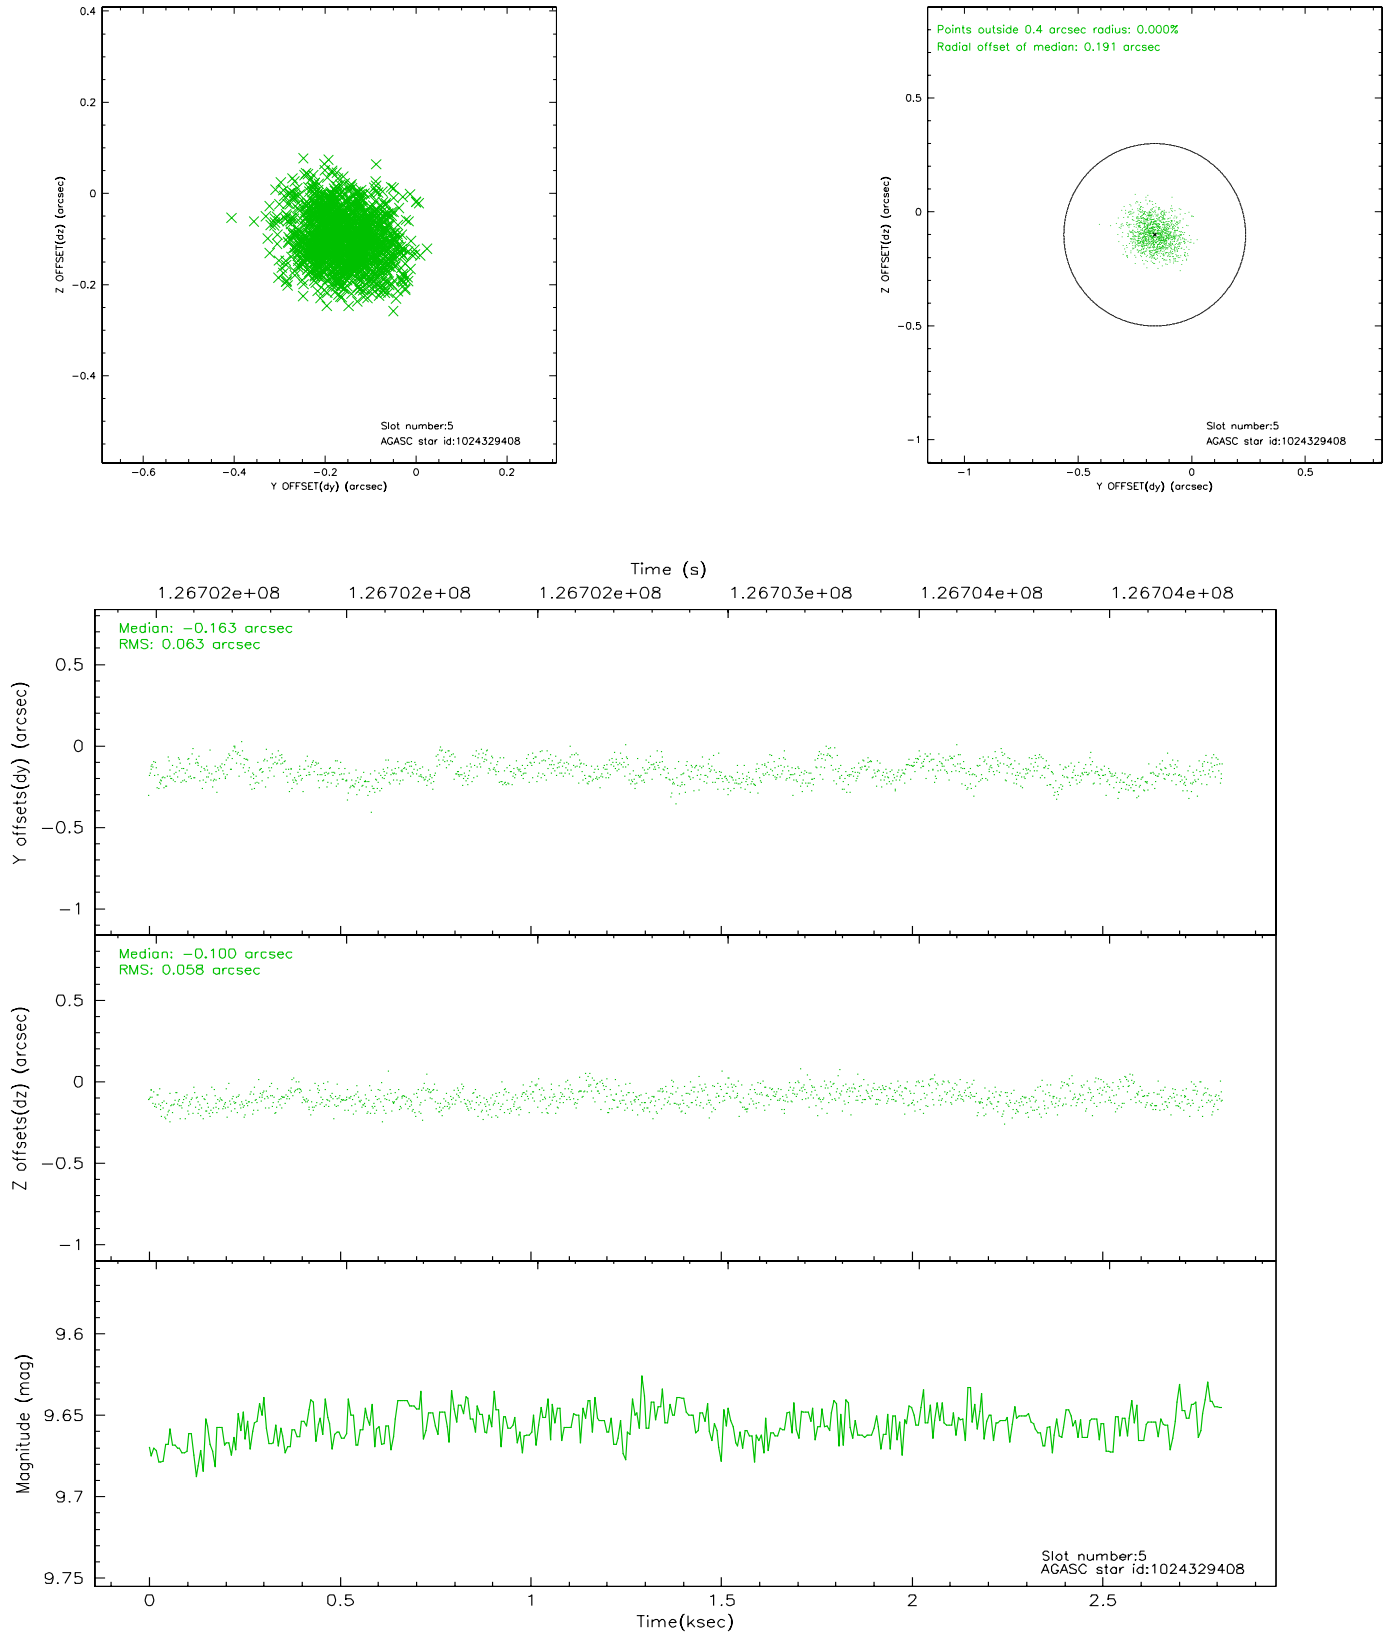 0.4
0.2
0
−0.2
−0.4
Z OFFSET(dz) (arcsec)
Slot number:5
AGASC star id:1024329408
−0.6 −0.4 −0.2 0 0.2
Y OFFSET(dy) (arcsec)
Points outside 0.4 arcsec radius: 0.000%
Radial offset of median: 0.191 arcsec
0.5
0
−0.5
−1
Z OFFSET(dz) (arcsec)
Slot number:5
AGASC star id:1024329408
−1 −0.5 0 0.5
Y OFFSET(dy) (arcsec)
Time (s)
1.26702e+08 1.26702e+08 1.26702e+08 1.26703e+08 1.26704e+08 1.26704e+08
Median: −0.163 arcsec
RMS: 0.063 arcsec
0.5
0
−0.5
−1
Y offsets(dy) (arcsec)
Median: −0.100 arcsec
RMS: 0.058 arcsec
0.5
0
−0.5
−1
Z offsets(dz) (arcsec)
9.6
9.65
9.7
9.75
Magnitude (mag)
Slot number:5
AGASC star id:1024329408
0 0.5 1 1.5 2 2.5
Time(ksec)